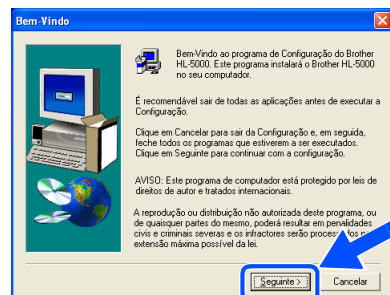 Bem-Vindo
Bem-Vindo ao programa de Configuração do Brother
HL-5000. Este programa instalará o Brother HL-5000
no seu computador.
É recomendável sair de todas as aplicações antes de executar a
Configuração.
Clique em Cancelar para sair da Configuração e, em seguida,
feche todos os programas que estiverem a ser executados.
Clique em Seguinte para continuar com a configuração.
AVISO: Este programa de computador está protegido por leis de
direitos de autor e tratados internacionais.
A reprodução ou distribuição não autorizada deste programa, ou
de quaisquer partes do mesmo, poderá resultar em penalidades
civis e criminais severas e os infractores serão
extensão máxima possível da lei.
Seguinte >
Cancelar